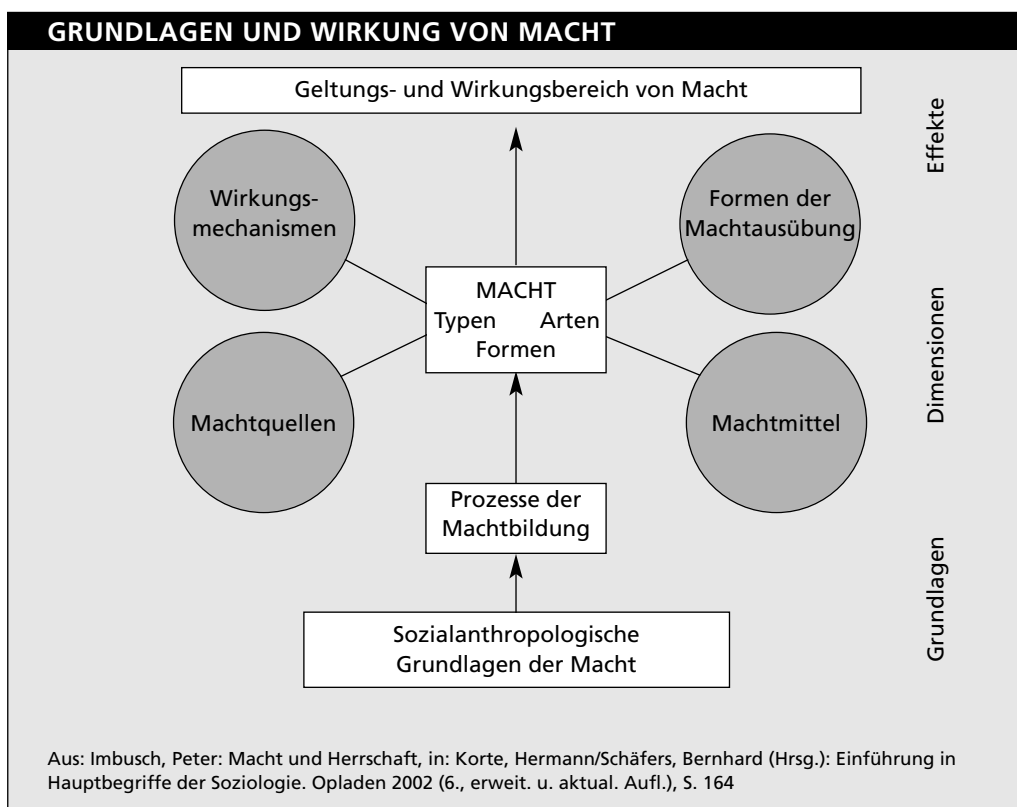 GRUNDLAGEN UND WIRKUNG VON MACHT
Geltungs- und Wirkungsbereich von Macht
Effekte
Wirkungs-
mechanismen
Formen der
Machtausübung
MACHT
Typen Arten
Formen
Dimensionen
Machtquellen
Machtmittel
Prozesse der
Machtbildung
Grundlagen
Sozialanthropologische
Grundlagen der Macht
Aus: Imbusch, Peter: Macht und Herrschaft, in: Korte, Hermann/Schäfers, Bernhard (Hrsg.): Einführung in
Hauptbegriffe der Soziologie. Opladen 2002 (6., erweit. u. aktual. Aufl.), S. 164